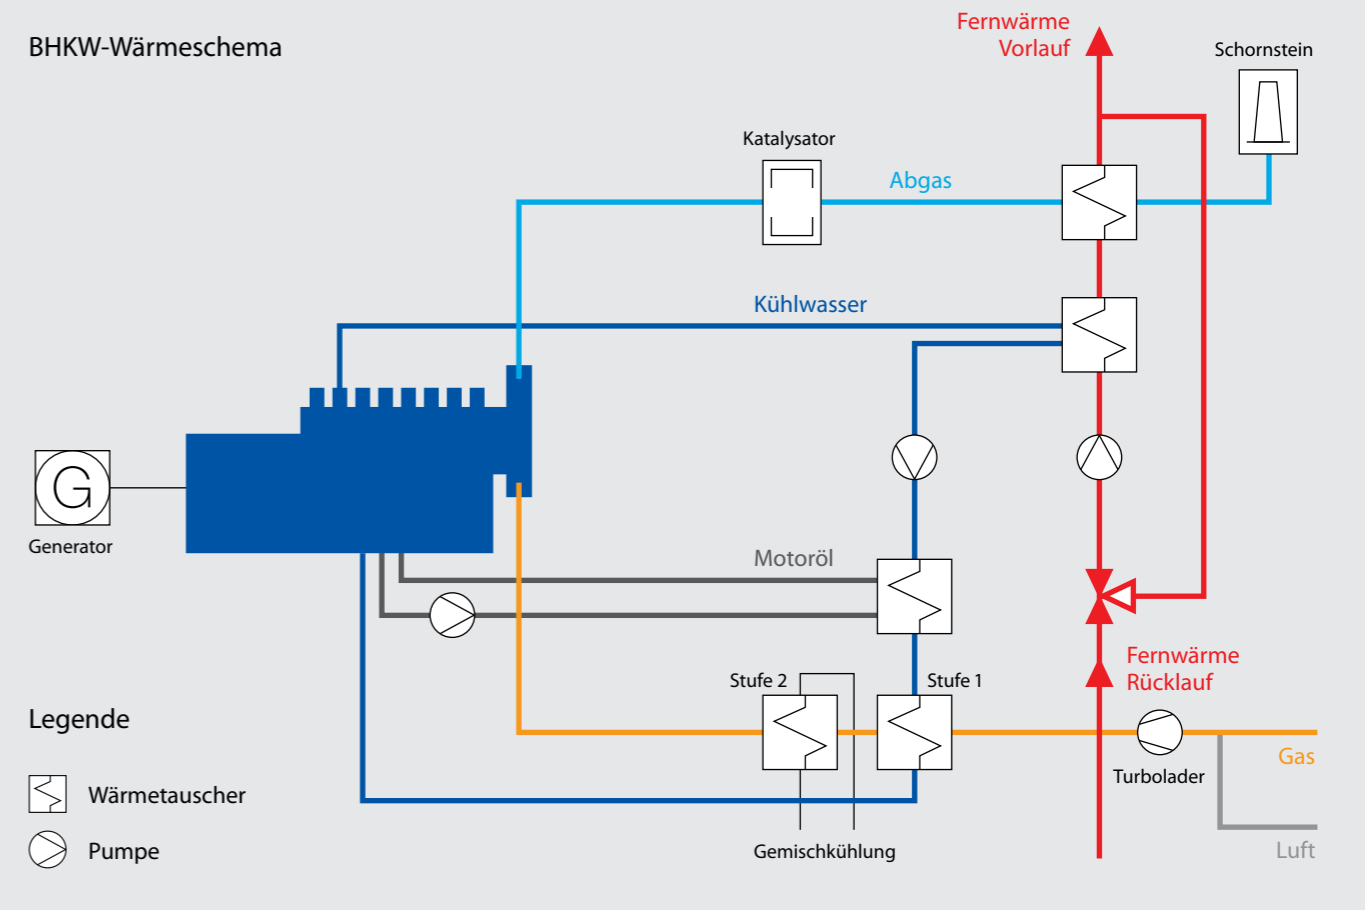 BHKW-Wärmeschema
Fernwärme
Vorlauf
Schornstein
Katalysator
Abgas
Kühlwasser
G
Generator
Motoröl
Fernwärme
Rücklauf
Stufe 2
Stufe 1
Legende
Gas
Turbolader
Wärmetauscher
Pumpe
Gemischkühlung
Luft